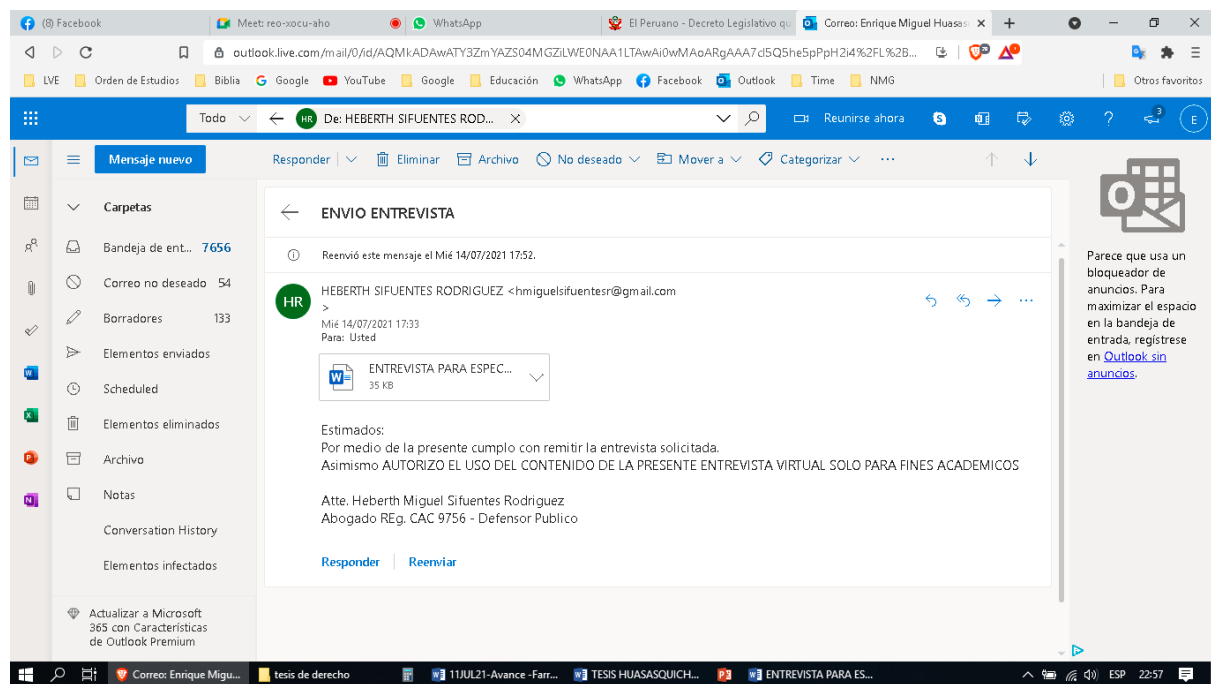 (8) Facebook
Meet: reo-xocu-aho
WhatsApp
El Peruano - Decreto Legislativo qu
Correo: Enrique Miguel Huasas
outlook.live.com/mail/0/id/AQMkADAwATY3ZmYAZS04MGZiLWE0NAA1LTAwAi0wMAoARgAAA7d5Q5he5pPpH2i4%2FL%2B...
LVE
Orden de Estudios
Biblia
Google
YouTube
Google
Educación
WhatsApp
Facebook
Outlook
Time
NMG
Otros favoritos
Todo
HR
De: HEBERTH SIFUENTES ROD...
Reunirse ahora
3
E
Mensaje nuevo
Responder
Eliminar
Archivo
No deseado
Mover a
Categorizar
Carpetas
Bandeja de ent... 7656
Correo no deseado 54
Borradores 133
Elementos enviados
Scheduled
Elementos eliminados
Archivo
Notas
Conversation History
Elementos infectados
Actualizar a Microsoft
365 con Características
de Outlook Premium
ENVIO ENTREVISTA
Reenvió este mensaje el Mié 14/07/2021 17:52.
HR
HEBERTH SIFUENTES RODRIGUEZ <hmiguelsifuentesr@gmail.com
>
Mié 14/07/2021 17:33
Para: Usted
ENTREVISTA PARA ESPEC...
35 KB
Estimados:
Por medio de la presente cumplo con remitir la entrevista solicitada.
Asimismo AUTORIZO EL USO DEL CONTENIDO DE LA PRESENTE ENTREVISTA VIRTUAL SOLO PARA FINES ACADEMICOS
Atte. Heberth Miguel Sifuentes Rodriguez
Abogado REg. CAC 9756 - Defensor Publico
Responder
Reenviar
Parece que usa un
bloqueador de
anuncios. Para
maximizar el espacio
en la bandeja de
entrada, regístrese
en Outlook sin
anuncios.
Correo: Enrique Migu...
tesis de derecho
11JUL21-Avance -Farr...
TESIS HUASASQUICH...
ENTREVISTA PARA ES...
ESP
22:57